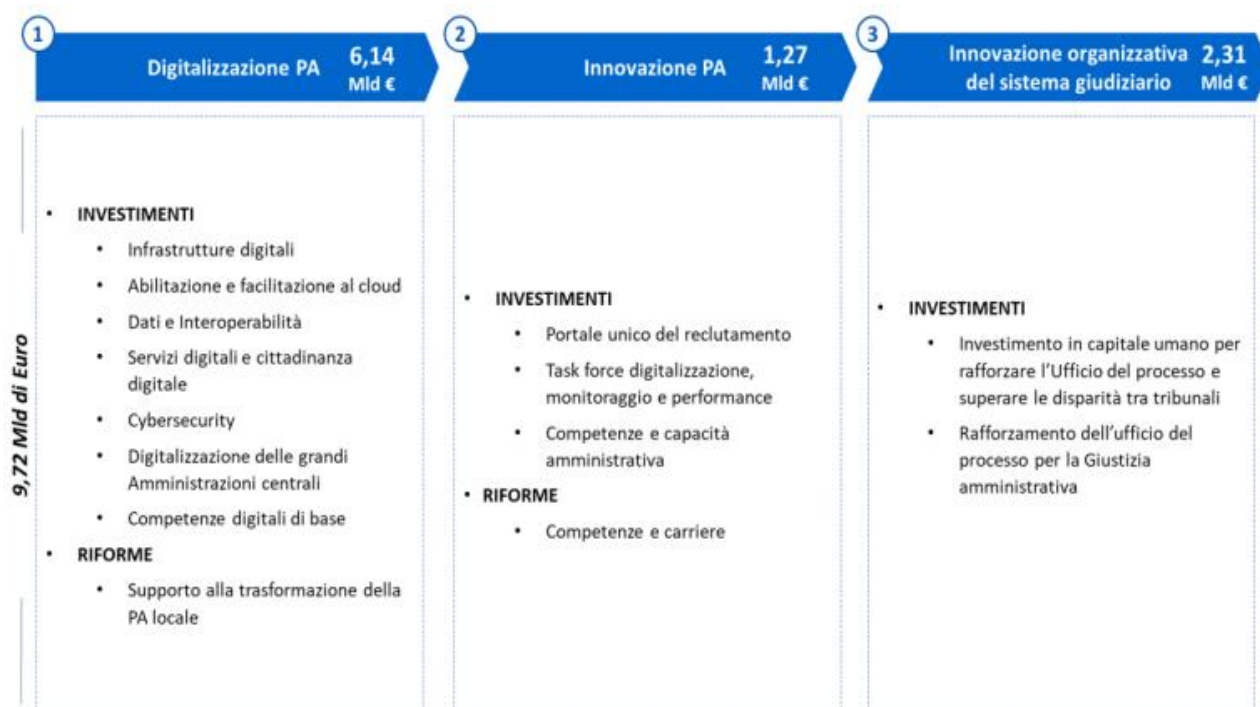 1
Digitalizzazione PA
6,14
Mld €
2
Innovazione PA
1,27
Mld €
3
Innovazione organizzativa
del sistema giudiziario
2,31
Mld €
9,72 Mld di Euro
• INVESTIMENTI
• Infrastrutture digitali
• Abilitazione e facilitazione al cloud
• Dati e Interoperabilità
• Servizi digitali e cittadinanza
digitale
• Cybersecurity
• Digitalizzazione delle grandi
Amministrazioni centrali
• Competenze digitali di base
• RIFORME
• Supporto alla trasformazione della
PA locale
• INVESTIMENTI
• Portale unico del reclutamento
• Task force digitalizzazione,
monitoraggio e performance
• Competenze e capacità
amministrativa
• RIFORME
• Competenze e carriere
• INVESTIMENTI
• Investimento in capitale umano per
rafforzare l'Ufficio del processo e
superare le disparità tra tribunali
• Rafforzamento dell'ufficio del
processo per la Giustizia
amministrativa